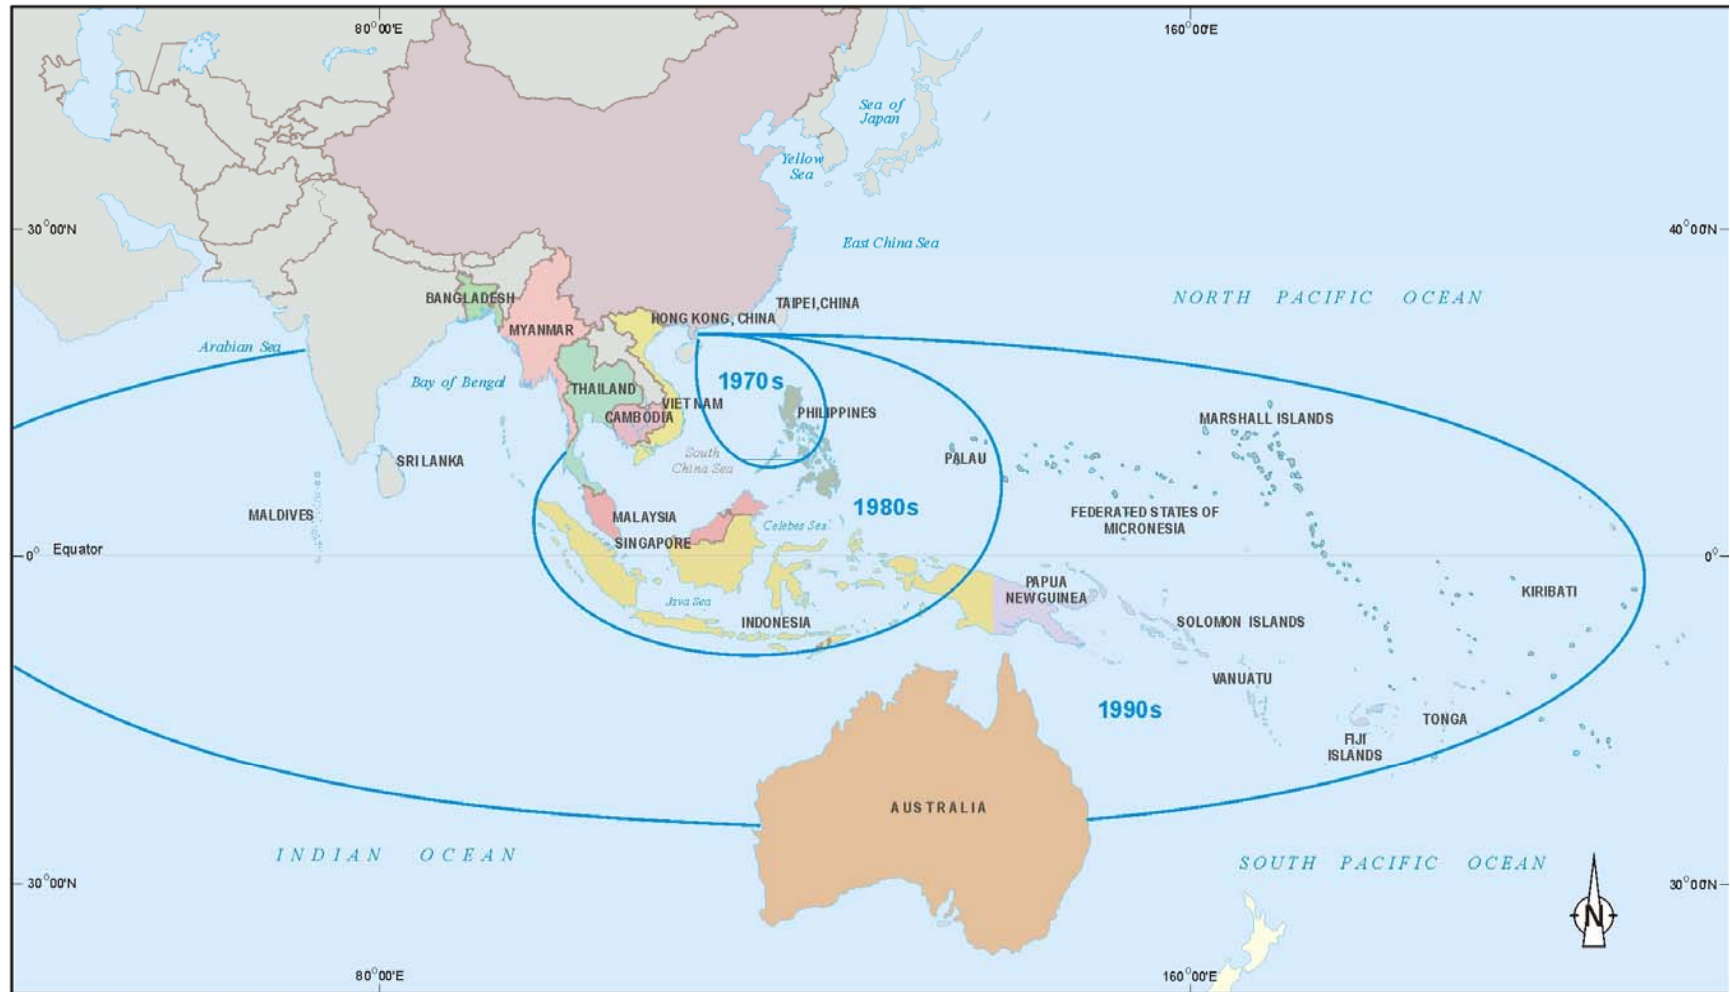 80°00'E
160°00'E
Sea of
Japan
Yellow
Sea
30°00'N
40°00'N
East China Sea
BANGLADESH
TAIPEI,CHINA
NORTH PACIFIC OCEAN
HONG KONG, CHINA
MYANMAR
Arabian Sea
Bay of Bengal
1970s
THAILAND
VIET NAM
CAMBODIA
PHILIPPINES
MARSHALL ISLANDS
South
China Sea
SRI LANKA
PALAU
MALDIVES
MALAYSIA
1980s
FEDERATED STATES OF
MICRONESIA
Celebes Sea
SINGAPORE
0°
Equator
0°
PAPUA
NEW GUINEA
KIRIBATI
Java Sea
INDONESIA
SOLOMON ISLANDS
VANUATU
1990s
TONGA
FIJI
ISLANDS
AUSTRALIA
INDIAN OCEAN
SOUTH PACIFIC OCEAN
30°00'N
30°00'N
N
80°00'E
160°00'E